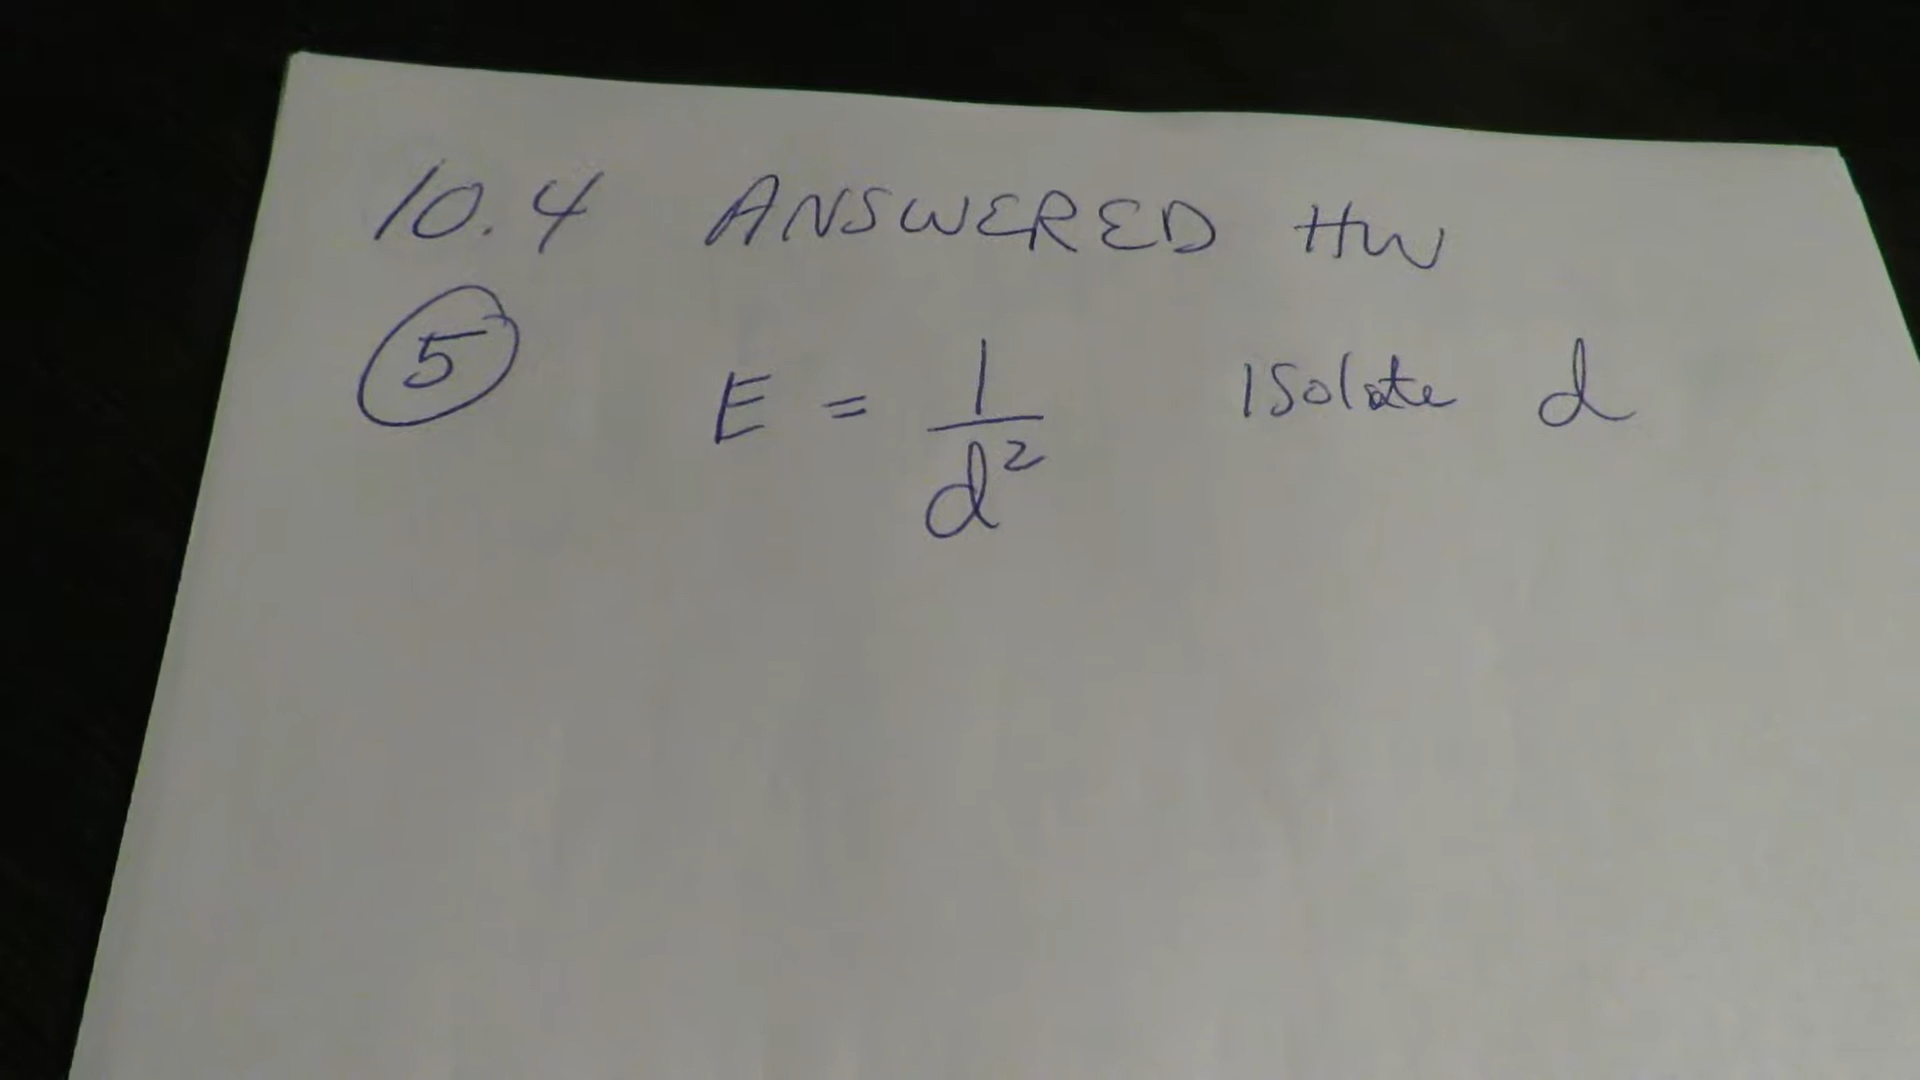 10.4 ANSWERED HW
5 E = 1/d² Isolate d